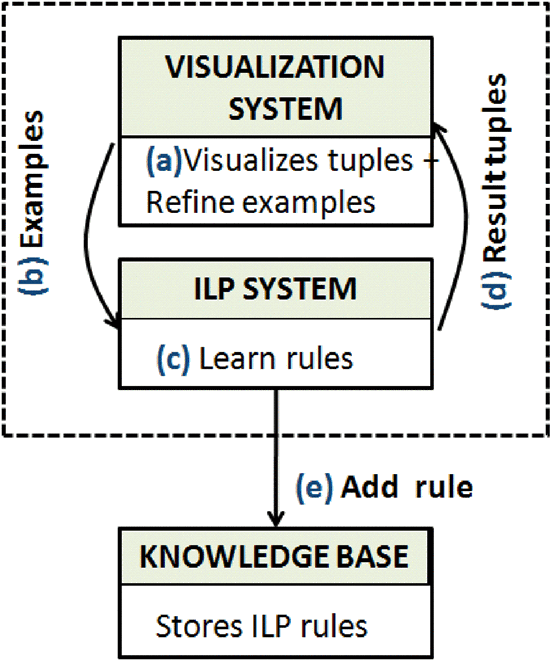 VISUALIZATION
SYSTEM
(a)Visualizes tuples +
Refine examples
(b) Examples
(d) Result tuples
ILP SYSTEM
(c) Learn rules
(e) Add rule
KNOWLEDGE BASE
Stores ILP rules